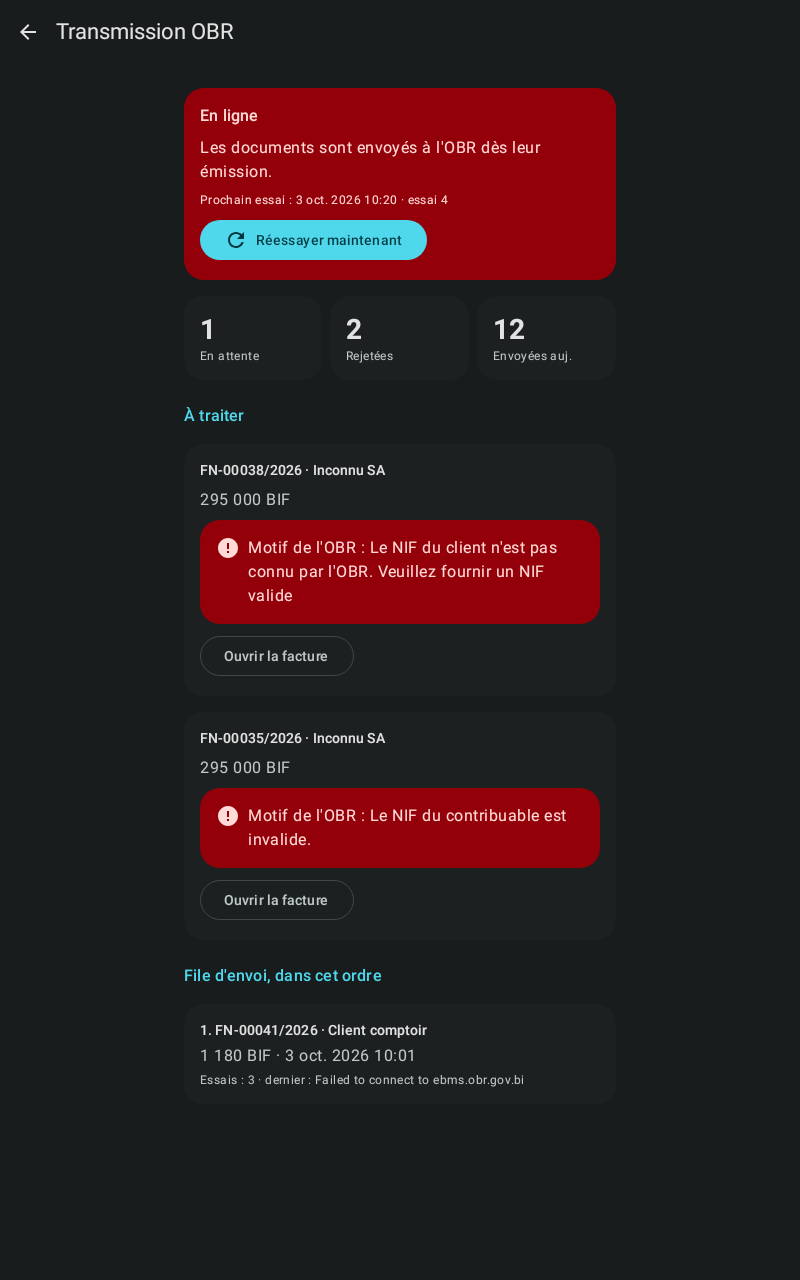 Transmission OBR
En ligne
Les documents sont envoyés à l'OBR dès leur
émission.
Prochain essai : 3 oct. 2026 10:20 · essai 4
Réessayer maintenant
1
En attente
2
Rejetées
12
Envoyées auj.
À traiter
FN-00038/2026 · Inconnu SA
295 000 BIF
Motif de l'OBR : Le NIF du client n'est pas
connu par l'OBR. Veuillez fournir un NIF
valide
Ouvrir la facture
FN-00035/2026 · Inconnu SA
295 000 BIF
Motif de l'OBR : Le NIF du contribuable est
invalide.
Ouvrir la facture
File d'envoi, dans cet ordre
1. FN-00041/2026 · Client comptoir
1 180 BIF · 3 oct. 2026 10:01
Essais : 3 · dernier : Failed to connect to ebms.obr.gov.bi